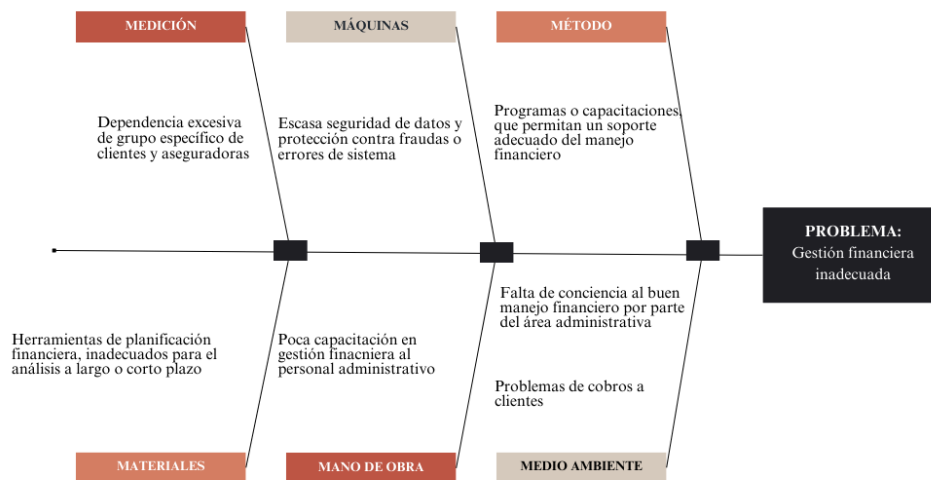 MEDICIÓN
MÁQUINAS
MÉTODO
Dependencia excesiva
de grupo específico de
clientes y aseguradoras
Escasa seguridad de datos y
protección contra fraudes o
errores de sistema
Programas o capacitaciones,
que permitan un soporte
adecuado del manejo
financiero
PROBLEMA:
Gestión financiera
inadecuada
Herramientas de planificación
financiera, inadecuados para el
análisis a largo o corto plazo
Poca capacitación en
gestión finacniera al
personal administrativo
Falta de conciencia al buen
manejo financiero por parte
del área administrativa
Problemas de cobros a
clientes
MATERIALES
MANO DE OBRA
MEDIO AMBIENTE